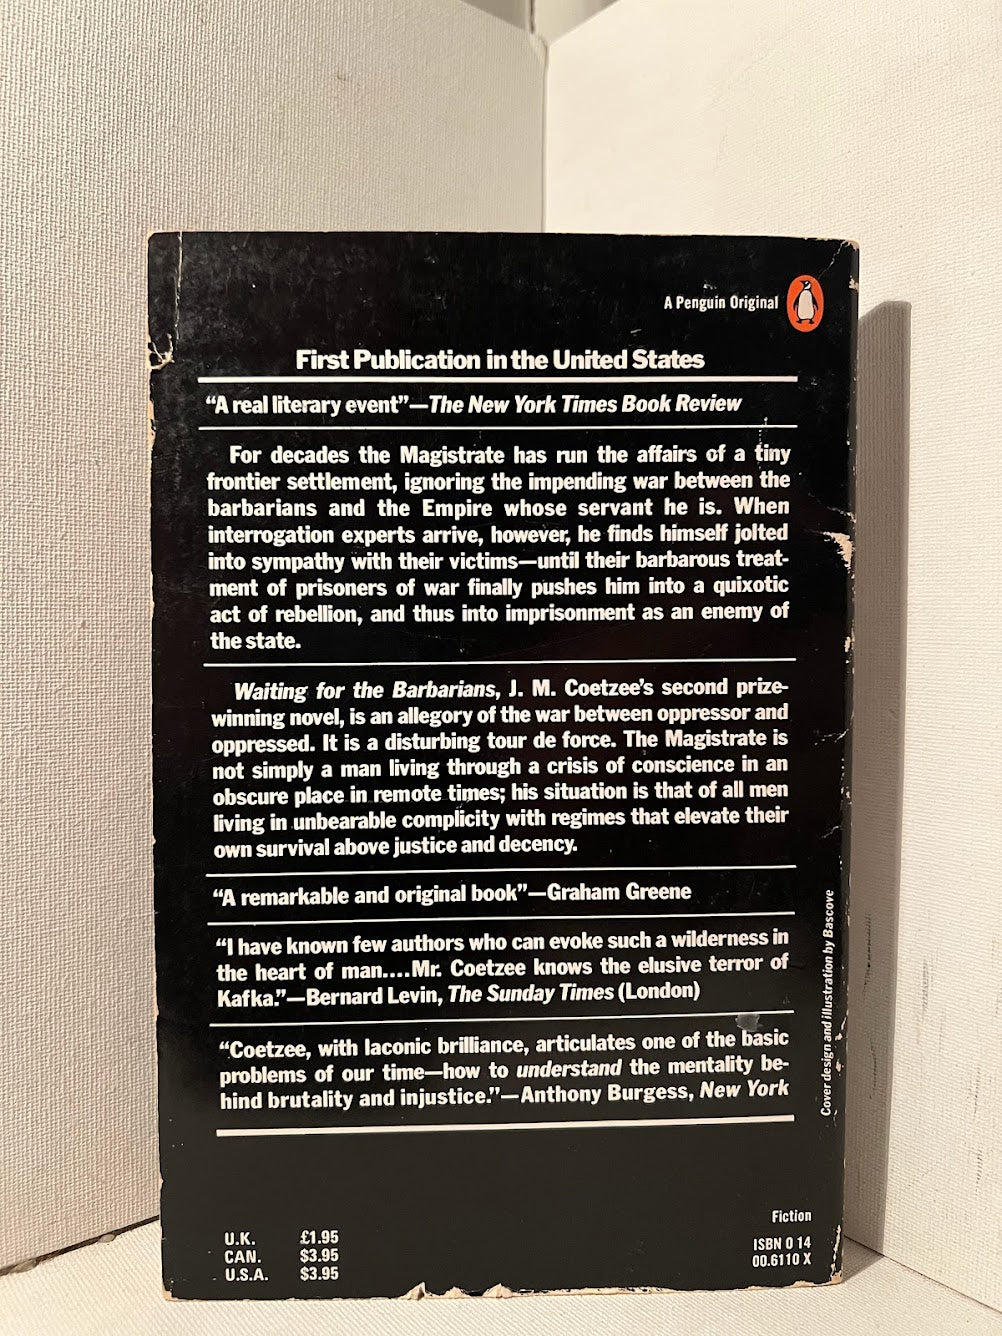 A Penguin Original
First Publication in the United States
“A real literary event”—The New York Times Book Review
For decades the Magistrate has run the affairs of a tiny
frontier settlement, ignoring the impending war between the
barbarians and the Empire whose servant he is. When
interrogation experts arrive, however, he finds himself jolted
into sympathy with their victims—until their barbarous treat-
ment of prisoners of war finally pushes him into a quixotic
act of rebellion, and thus into imprisonment as an enemy of
the state.
Waiting for the Barbarians, J. M. Coetzee’s second prize-
winning novel, is an allegory of the war between oppressor and
oppressed. It is a disturbing tour de force. The Magistrate is
not simply a man living through a crisis of conscience in an
obscure place in remote times; his situation is that of all men
living in unbearable complicity with regimes that elevate their
own survival above justice and decency.
“A remarkable and original book”—Graham Greene
“I have known few authors who can evoke such a wilderness in
the heart of man....Mr. Coetzee knows the elusive terror of
Kafka.”—Bernard Levin, The Sunday Times (London)
“Coetzee, with laconic brilliance, articulates one of the basic
problems of our time—how to understand the mentality be-
hind brutality and injustice.”—Anthony Burgess, New York
Cover design and illustration by Bascove
U.K. £1.95
CAN. $3.95
U.S.A. $3.95
Fiction
ISBN 0 14
00.6110 X